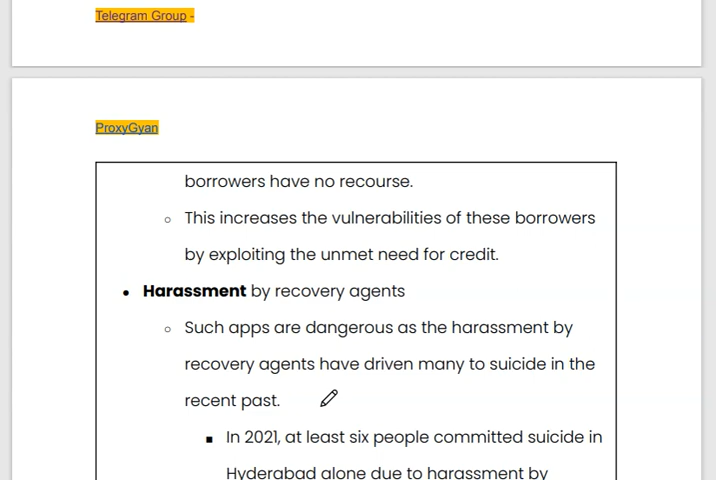 Telegram Group -
ProxyGyan
borrowers have no recourse.
○ This increases the vulnerabilities of these borrowers
by exploiting the unmet need for credit.
● Harassment by recovery agents
○ Such apps are dangerous as the harassment by
recovery agents have driven many to suicide in the
recent past.
■ In 2021, at least six people committed suicide in
Hyderabad alone due to harassment by